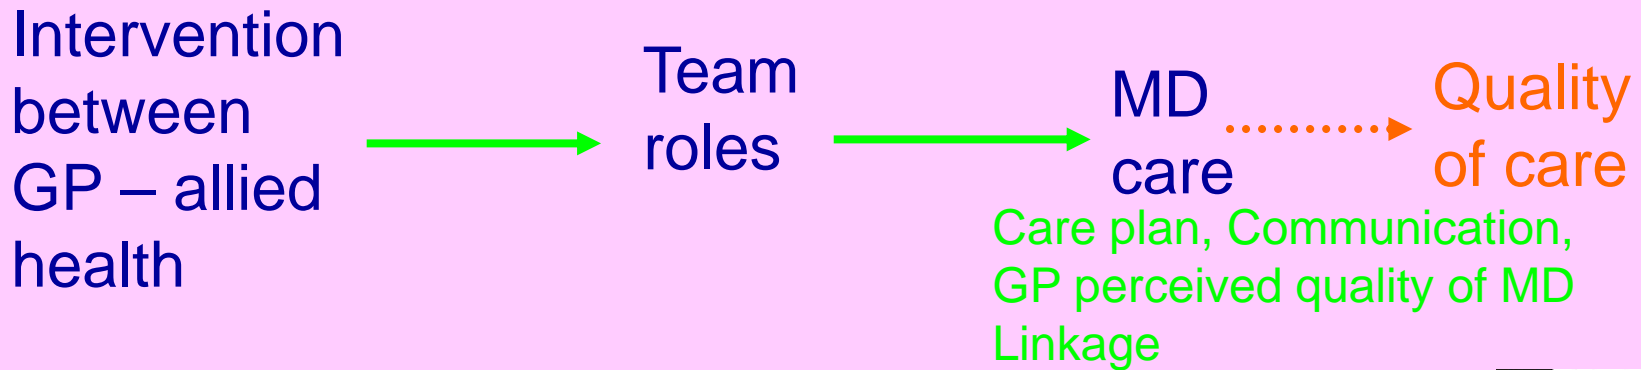 Intervention
between
GP – allied
health
Team
roles
MD
care
Quality
of care
Care plan, Communication,
GP perceived quality of MD
Linkage